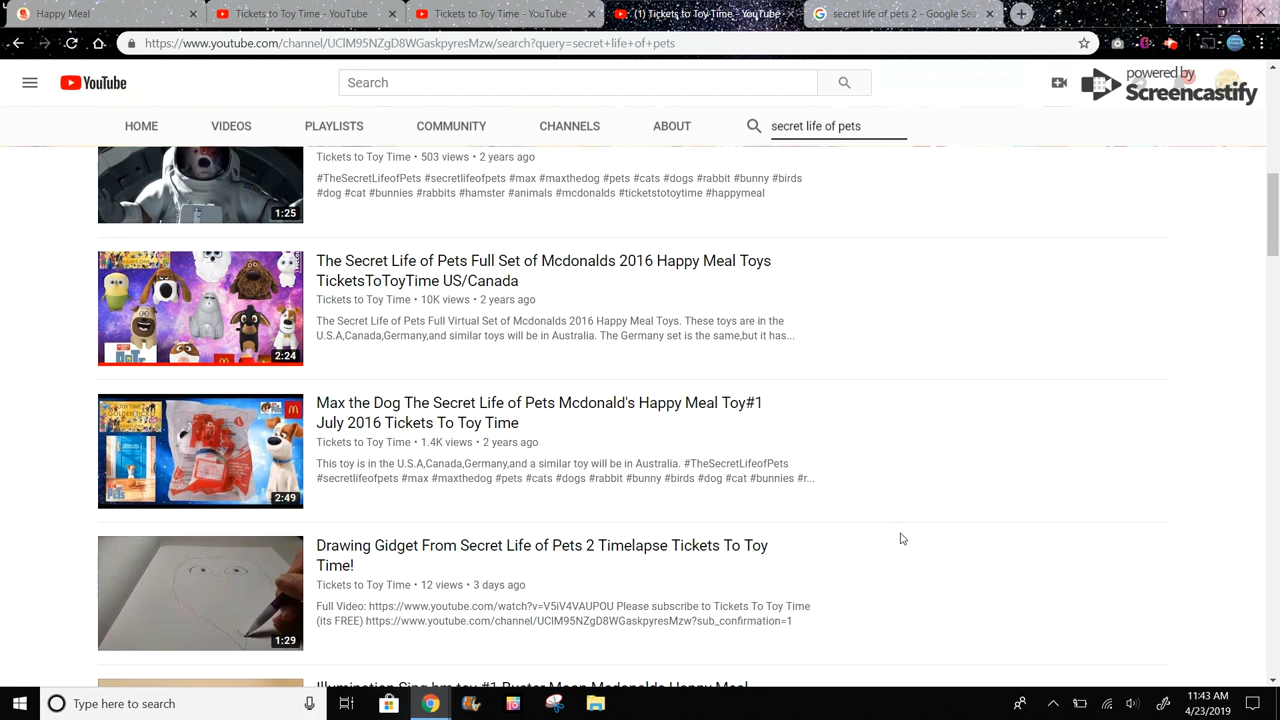 Happy Meal
Tickets to Toy Time - YouTube
Tickets to Toy Time - YouTube
(1) Tickets to Toy Time - YouTube
secret life of pets 2 - Google Sea
https://www.youtube.com/channel/UClM95NZgD8WGaskpyresMzw/search?query=secret+life+of+pets
YouTube
Search
powered by
Screencastify
HOME
VIDEOS
PLAYLISTS
COMMUNITY
CHANNELS
ABOUT
secret life of pets
Tickets to Toy Time • 503 views • 2 years ago
#TheSecretLifeofPets #secretlifeofpets #max #maxthedog #pets #cats #dogs #rabbit #bunny #birds
#dog #cat #bunnies #rabbits #hamster #animals #mcdonalds #ticketstotoytime #happymeal
1:25
The Secret Life of Pets Full Set of Mcdonalds 2016 Happy Meal Toys
TicketsToToyTime US/Canada
Tickets to Toy Time • 10K views • 2 years ago
The Secret Life of Pets Full Virtual Set of Mcdonalds 2016 Happy Meal Toys. These toys are in the
U.S.A,Canada,Germany,and similar toys will be in Australia. The Germany set is the same,but it has...
2:24
Max the Dog The Secret Life of Pets Mcdonald's Happy Meal Toy#1
July 2016 Tickets To Toy Time
Tickets to Toy Time • 1.4K views • 2 years ago
This toy is in the U.S.A,Canada,Germany,and a similar toy will be in Australia. #TheSecretLifeofPets
#secretlifeofpets #max #maxthedog #pets #cats #dogs #rabbit #bunny #birds #dog #cat #bunnies #r...
2:49
Drawing Gidget From Secret Life of Pets 2 Timelapse Tickets To Toy
Time!
Tickets to Toy Time • 12 views • 3 days ago
Full Video: https://www.youtube.com/watch?v=V5iV4VAUPOU Please subscribe to Tickets To Toy Time
(its FREE) https://www.youtube.com/channel/UClM95NZgD8WGaskpyresMzw?sub_confirmation=1
1:29
Illumination Sing hm toy #1 Buster Moon Mcdonalds Happy Meal
Type here to search
11:43 AM
4/23/2019